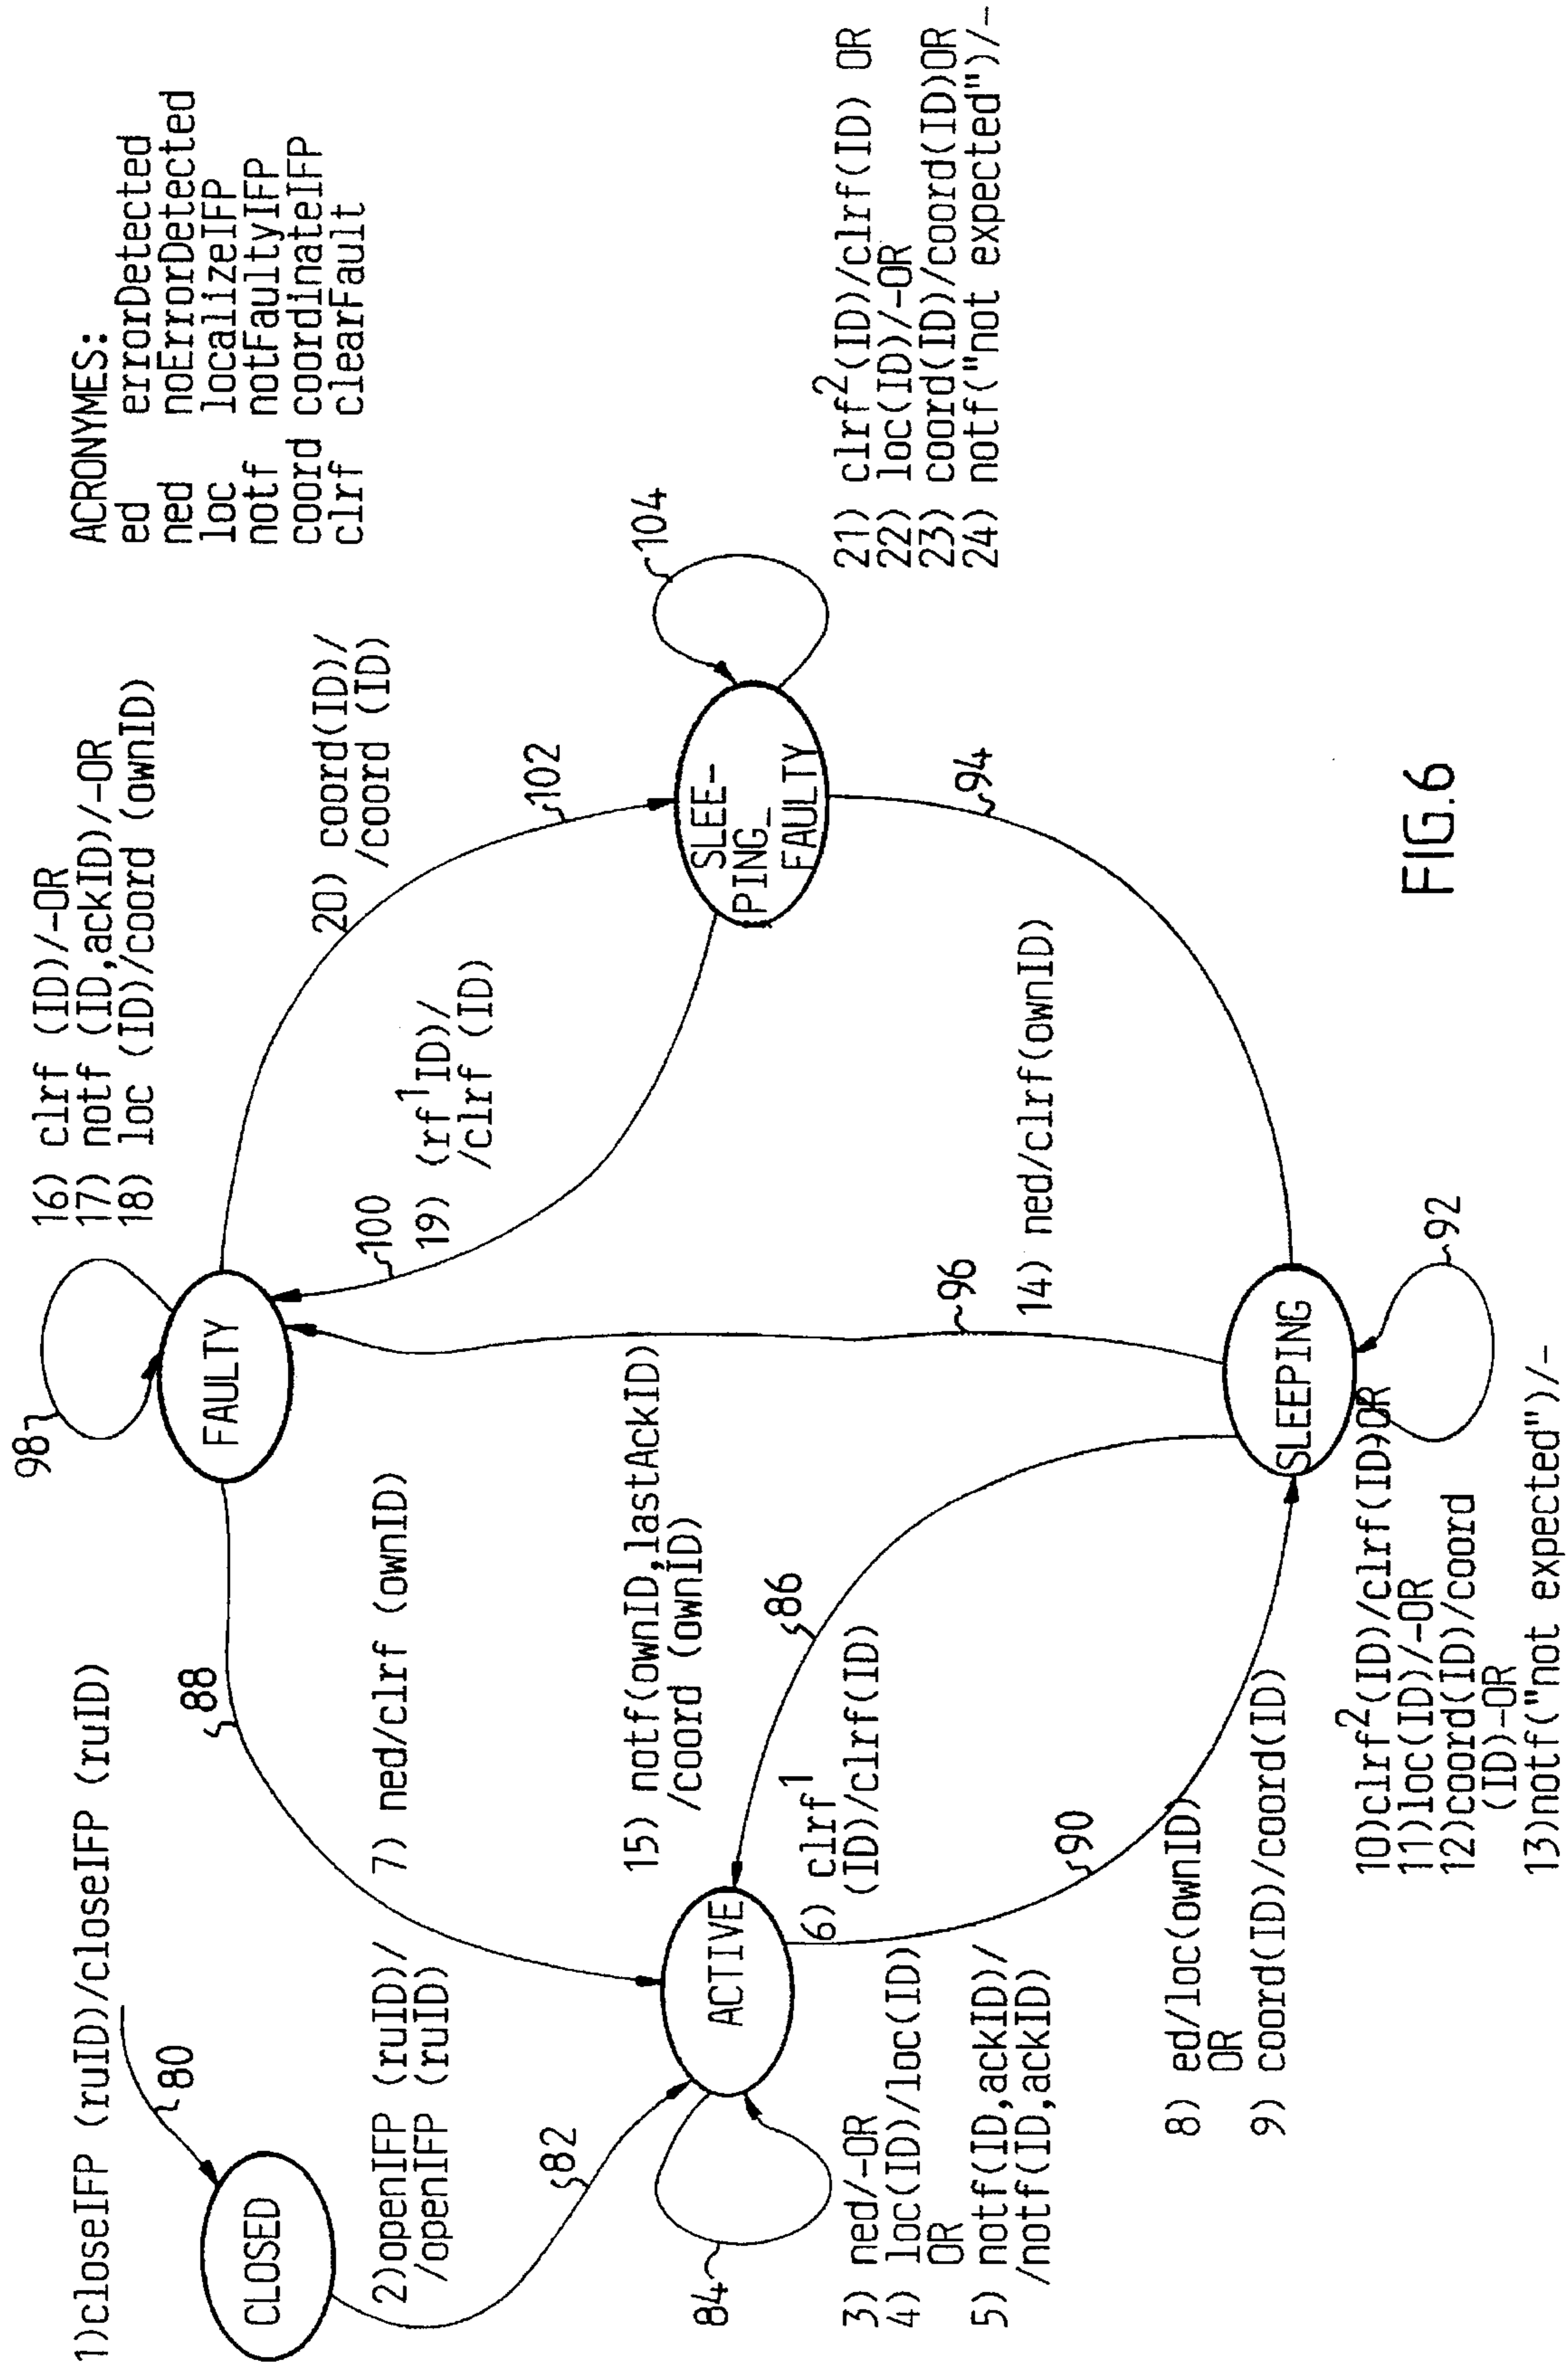 1)closeIFP (ruID)/closeIFP (ruID)
80
CLOSED
2)openIFP (ruID)/
/openIFP (ruID)
82
84
3) ned/-OR
4) loc(ID)/loc(ID)
OR
5) notf(ID,ackID)/
/notf(ID,ackID)
ACTIVE
88
7) ned/clrf (ownID)
15) notf(ownID,lastAckID)
/coord (ownID)
86
6) clrf1
(ID)/clrf(ID)
90
8) ed/loc(ownID)
OR
9) coord(ID)/coord(ID)
98
FAULTY
16) clrf (ID)/-OR
17) notf (ID,ackID)/-OR
18) loc (ID)/coord (ownID)
100
19) (rf1ID)/
/clrf (ID)
20) coord(ID)/
/coord (ID)
102
96
14) ned/clrf(ownID)
SLEEPING
92
10)clrf2(ID)/clrf(ID)OR
11)loc(ID)/-OR
12)coord(ID)/coord
(ID)-OR
13)notf("not expected")/-
SLEE-
PING_
FAULTY
94
104
21) clrf2(ID)/clrf(ID) OR
22) loc(ID)/-OR
23) coord(ID)/coord(ID)OR
24) notf("not expected")/-
ACRONYMES:
ed errorDetected
ned noErrorDetected
loc localizeIFP
notf notFaultyIFP
coord coordinateIFP
clrf clearFault
FIG.6